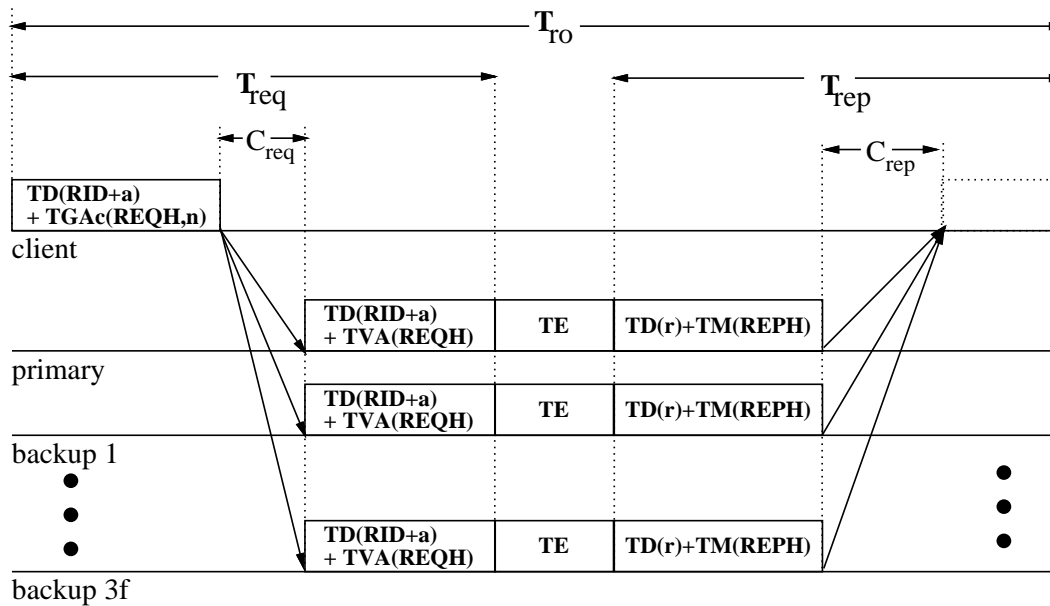 T_ro
T_req
T_rep
C_req
C_rep
TD(RID+a)
+ TGAc(REQH,n)
client
TD(RID+a)
+ TVA(REQH)
TE
TD(r)+TM(REPH)
primary
TD(RID+a)
+ TVA(REQH)
TE
TD(r)+TM(REPH)
backup 1
TD(RID+a)
+ TVA(REQH)
TE
TD(r)+TM(REPH)
backup 3f